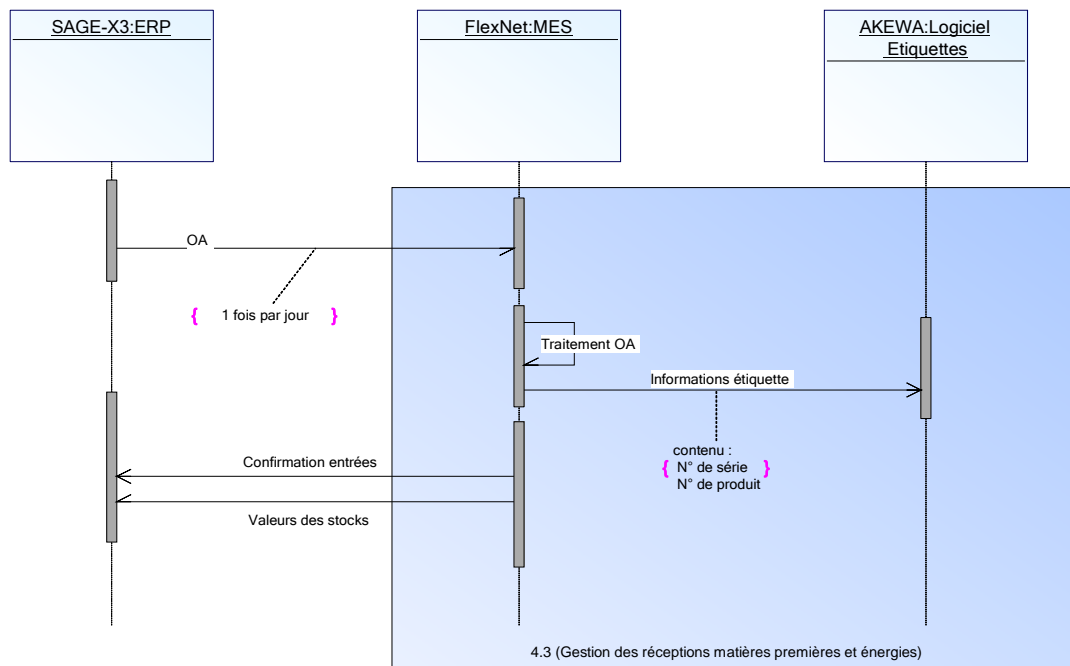 SAGE-X3:ERP
FlexNet:MES
AKEWA:Logiciel
Etiquettes
OA
{ 1 fois par jour }
Traitement OA
Informations étiquette
contenu :
{ N° de série }
N° de produit
Confirmation entrées
Valeurs des stocks
4.3 (Gestion des réceptions matières premières et énergies)